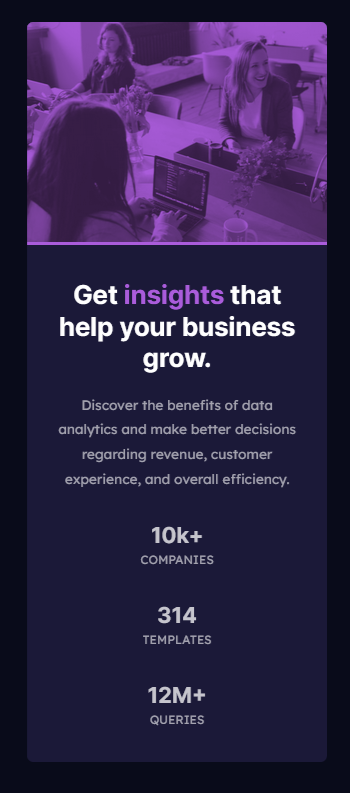 Get insights that
help your business
grow.
Discover the benefits of data
analytics and make better decisions
regarding revenue, customer
experience, and overall efficiency.
10k+
COMPANIES
314
TEMPLATES
12M+
QUERIES